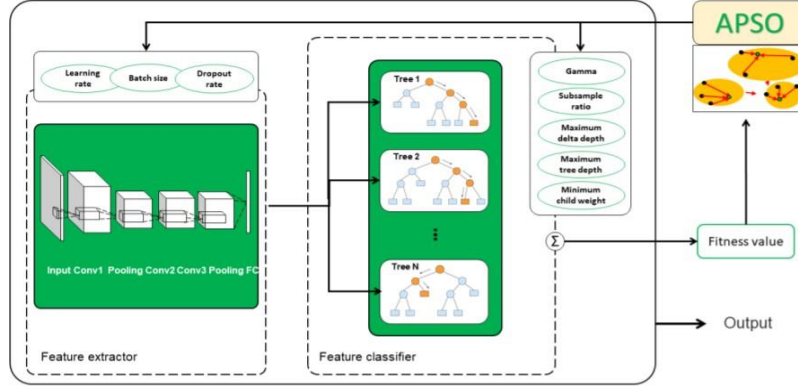 APSO
Learning
rate
Batch size
Dropout
rate
Tree 1
Tree 2
Tree N
Gamma
Subsample
ratio
Maximum
delta depth
Maximum
tree depth
Minimum
child weight
Σ
Fitness value
Input Conv1 Pooling Conv2 Conv3 Pooling FC
Output
Feature extractor
Feature classifier